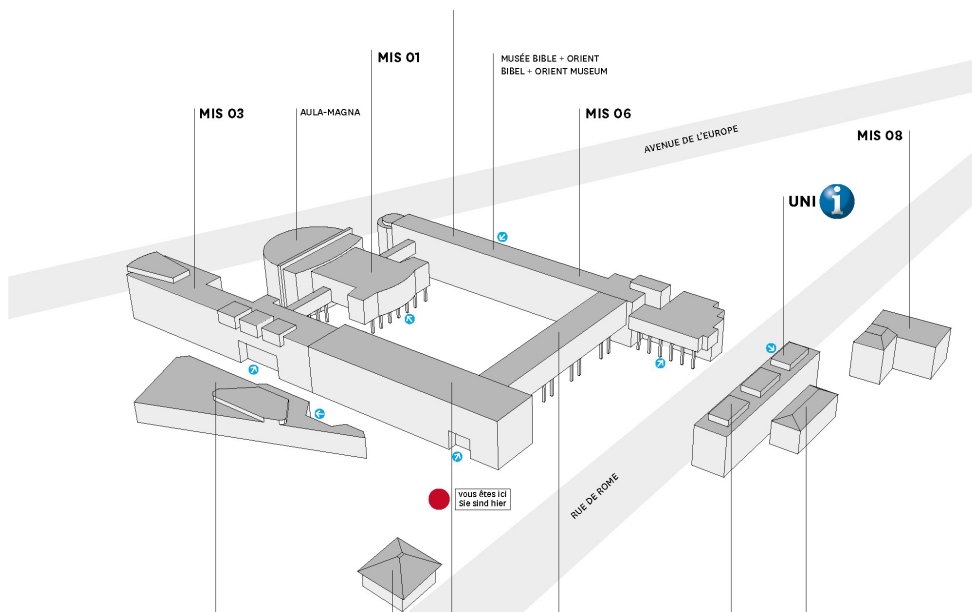 MIS 01
MUSÉE BIBLE + ORIENT
BIBEL + ORIENT MUSEUM
MIS 03
AULA-MAGNA
MIS 06
AVENUE DE L'EUROPE
MIS 08
UNI i
vous êtes ici
Sie sind hier
RUE DE ROME